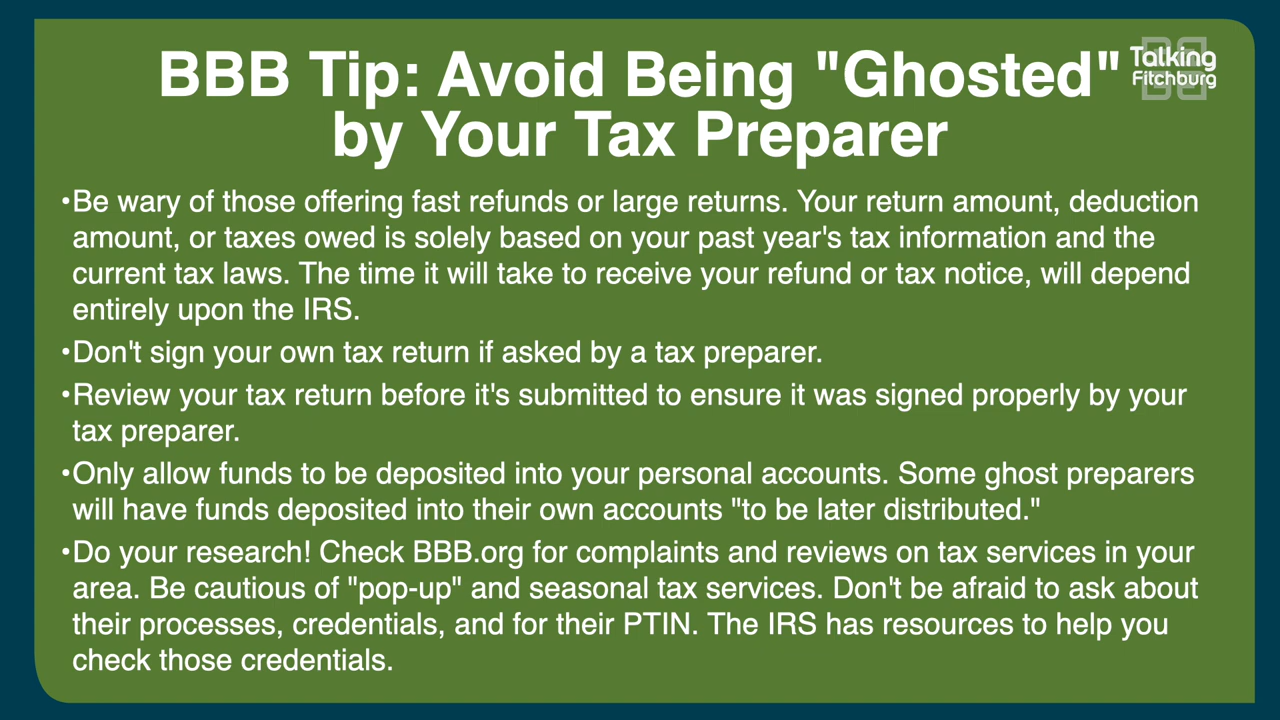 BBB Tip: Avoid Being "Ghosted"
by Your Tax Preparer
Talking
Fitchburg
•Be wary of those offering fast refunds or large returns. Your return amount, deduction
amount, or taxes owed is solely based on your past year's tax information and the
current tax laws. The time it will take to receive your refund or tax notice, will depend
entirely upon the IRS.
•Don't sign your own tax return if asked by a tax preparer.
•Review your tax return before it's submitted to ensure it was signed properly by your
tax preparer.
•Only allow funds to be deposited into your personal accounts. Some ghost preparers
will have funds deposited into their own accounts "to be later distributed."
•Do your research! Check BBB.org for complaints and reviews on tax services in your
area. Be cautious of "pop-up" and seasonal tax services. Don't be afraid to ask about
their processes, credentials, and for their PTIN. The IRS has resources to help you
check those credentials.